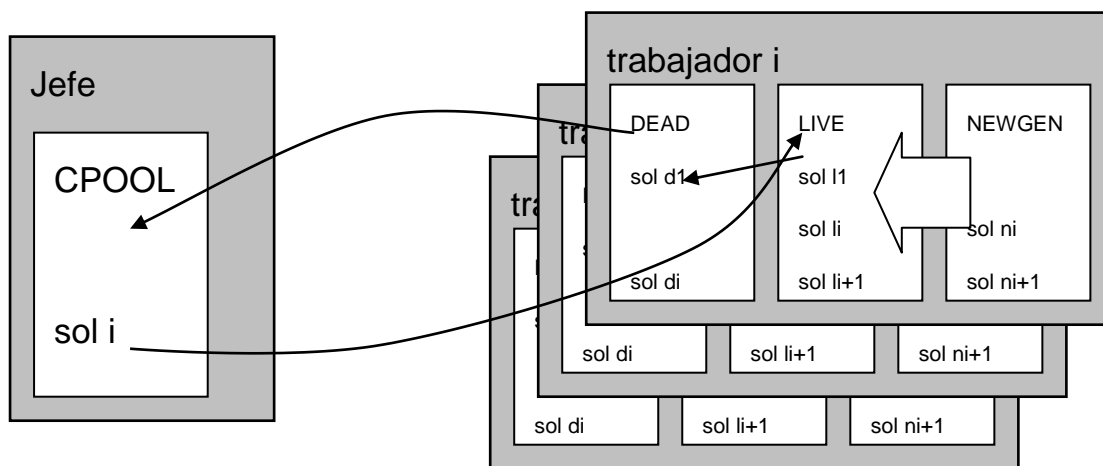 Jefe
CPOOL
sol i
trabajador i
DEAD
sol d1
sol di
LIVE
sol l1
sol li
sol li+1
NEWGEN
sol ni
sol ni+1
sol di
sol li+1
sol ni+1
sol di
sol li+1
sol ni+1